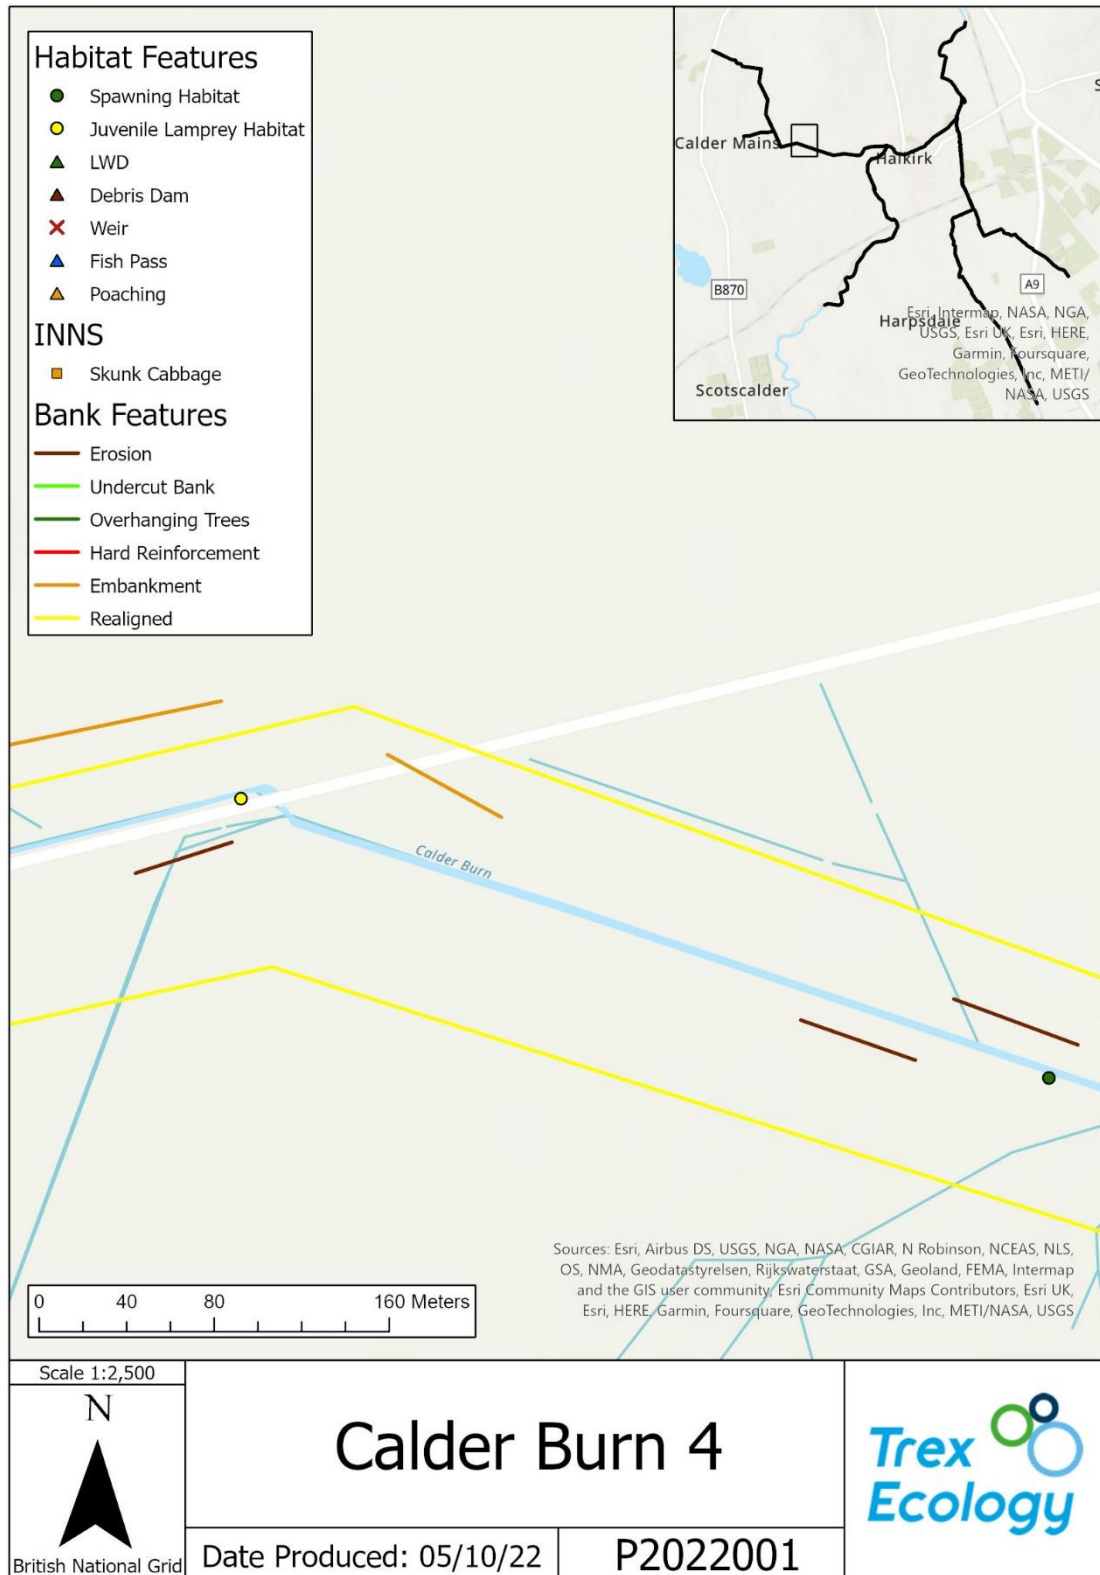 Habitat Features
Spawning Habitat
Juvenile Lamprey Habitat
LWD
Debris Dam
Weir
Fish Pass
Poaching
INNS
Skunk Cabbage
Bank Features
Erosion
Undercut Bank
Overhanging Trees
Hard Reinforcement
Embankment
Realigned
S
Calder Mains
Halkirk
B870
A9
Harpsdale
Scotscalder
Esri, Intermap, NASA, NGA,
USGS, Esri UK, Esri, HERE,
Garmin, Foursquare,
GeoTechnologies, Inc, METI/
NASA, USGS
Calder Burn
Sources: Esri, Airbus DS, USGS, NGA, NASA, CGIAR, N Robinson, NCEAS, NLS,
OS, NMA, Geodatastyrelsen, Rijkswaterstaat, GSA, Geoland, FEMA, Intermap
and the GIS user community, Esri Community Maps Contributors, Esri UK,
Esri, HERE, Garmin, Foursquare, GeoTechnologies, Inc, METI/NASA, USGS
0 40 80 160 Meters
Scale 1:2,500
N
British National Grid
Calder Burn 4
Date Produced: 05/10/22
P2022001
Trex
Ecology